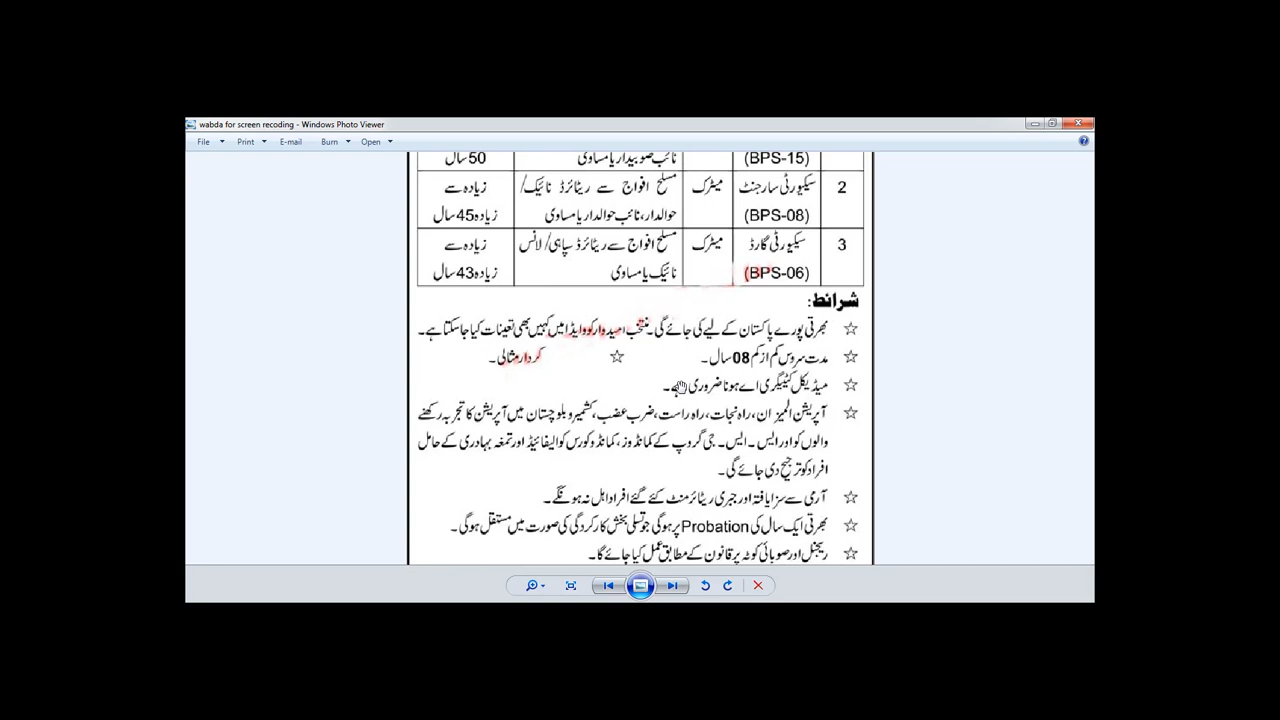 wabda for screen recoding - Windows Photo Viewer
File Print E-mail Burn Open
(BPS-15) نائب صوبیدار یا مساوی 50 سال
2 سیکیورٹی سارجنٹ میٹرک مسلح افواج سے ریٹائرڈ نائیک/ زیادہ سے
(BPS-08) حوالدار، نائب حوالدار یا مساوی زیادہ 45 سال
3 سیکیورٹی گارڈ میٹرک مسلح افواج سے ریٹائرڈ سپاہی/ لانس زیادہ سے
(BPS-06) نائیک یا مساوی زیادہ 43 سال
شرائط:
☆ بھرتی پورے پاکستان کے لیے کی جائے گی۔ منتخب امیدوار کو واپڈا میں کہیں بھی تعینات کیا جاسکتا ہے۔
☆ مدت سروس کم از کم 08 سال۔ ☆ کردار مثالی۔
☆ میڈیکل کیٹیگری اے ہونا ضروری ہے۔
☆ آپریشن المیزان، راہ نجات، راہ راست، ضرب عضب، کشمیر و بلوچستان میں آپریشن کا تجربہ رکھنے
والوں کو اور ایس۔ ایس۔ جی گروپ کے کمانڈوز، کمانڈو کورس کوالیفائیڈ اور تمغہ بہادری کے حامل
افراد کو ترجیح دی جائے گی۔
☆ آرمی سے سزا یافتہ اور جبری ریٹائرمنٹ کئے گئے افراد اہل نہ ہونگے۔
☆ بھرتی ایک سال کی Probation پر ہوگی جو تسلی بخش کارکردگی کی صورت میں مستقل ہوگی۔
☆ ریجنل اور صوبائی کوٹہ پر قانون کے مطابق عمل کیا جائے گا۔